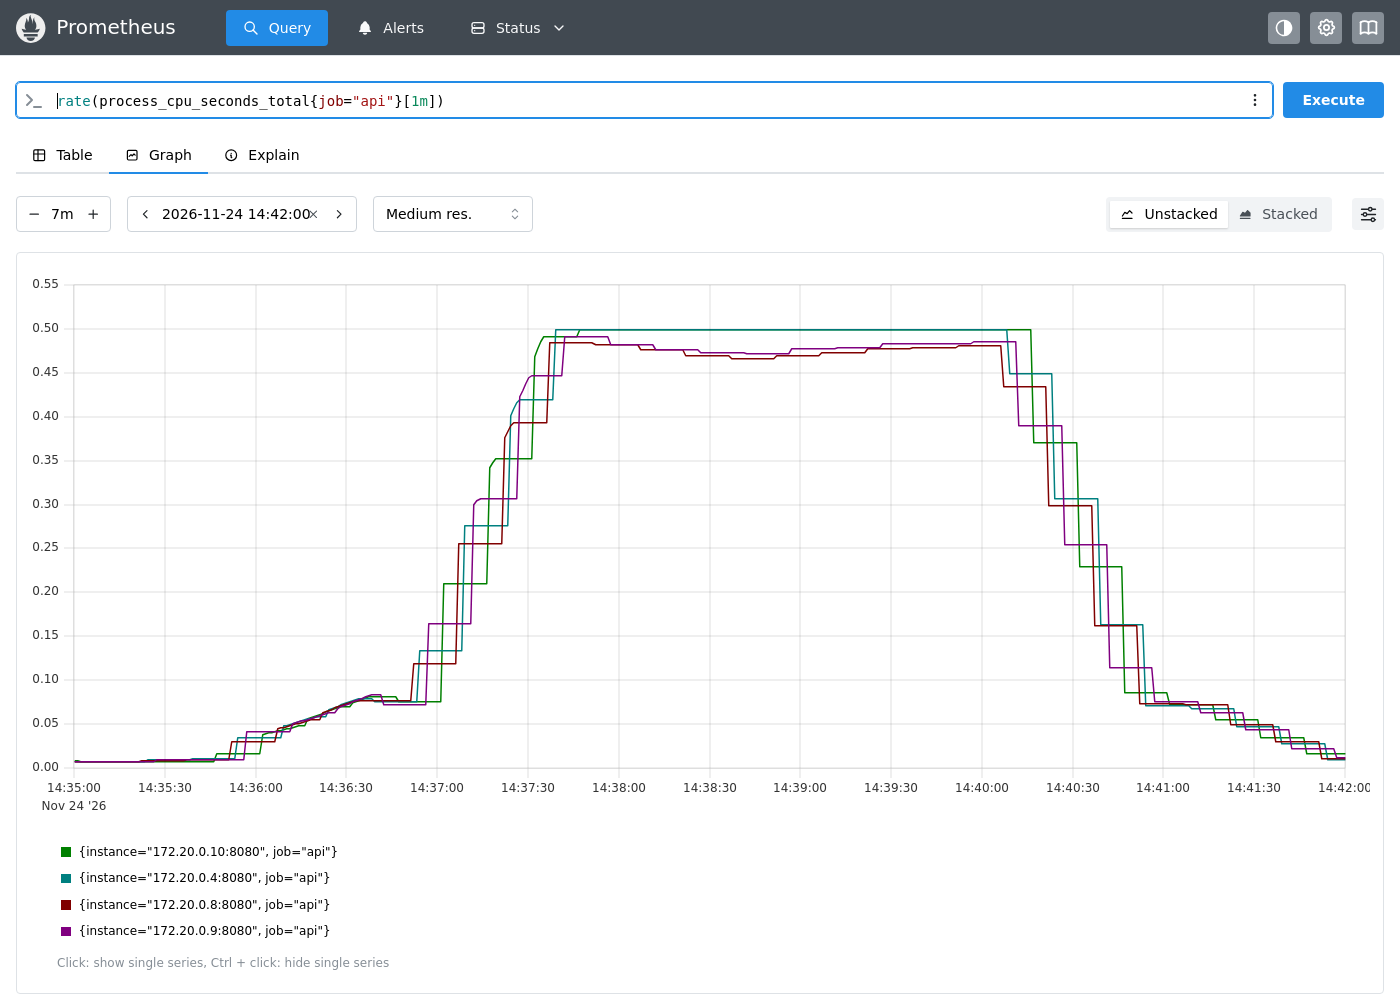 Prometheus
Query
Alerts
Status
rate(process_cpu_seconds_total{job="api"}[1m])
Execute
Table
Graph
Explain
7m
2026-11-24 14:42:00
Medium res.
Unstacked
Stacked
0.55
0.50
0.45
0.40
0.35
0.30
0.25
0.20
0.15
0.10
0.05
0.00
14:35:00 14:35:30 14:36:00 14:36:30 14:37:00 14:37:30 14:38:00 14:38:30 14:39:00 14:39:30 14:40:00 14:40:30 14:41:00 14:41:30 14:42:00
Nov 24 '26
{instance="172.20.0.10:8080", job="api"}
{instance="172.20.0.4:8080", job="api"}
{instance="172.20.0.8:8080", job="api"}
{instance="172.20.0.9:8080", job="api"}
Click: show single series, Ctrl + click: hide single series